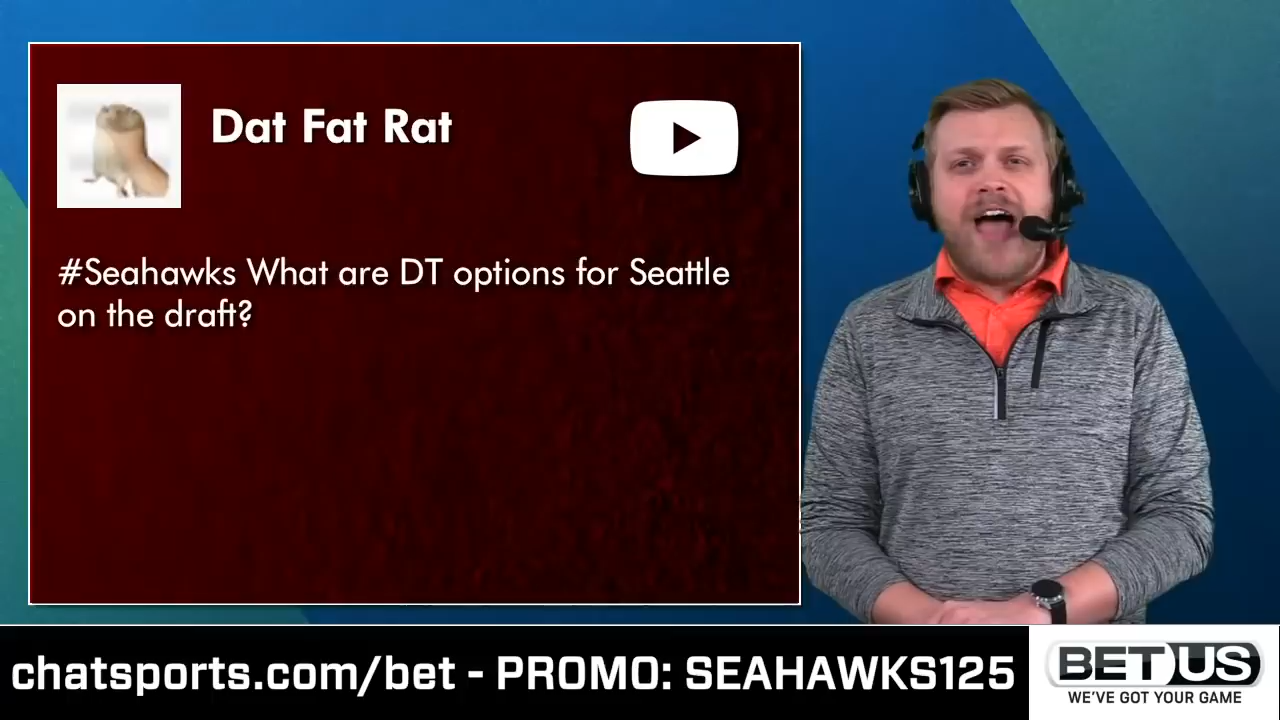 Dat Fat Rat
#Seahawks What are DT options for Seattle
on the draft?
chatsports.com/bet - PROMO: SEAHAWKS125
BETUS
WE'VE GOT YOUR GAME